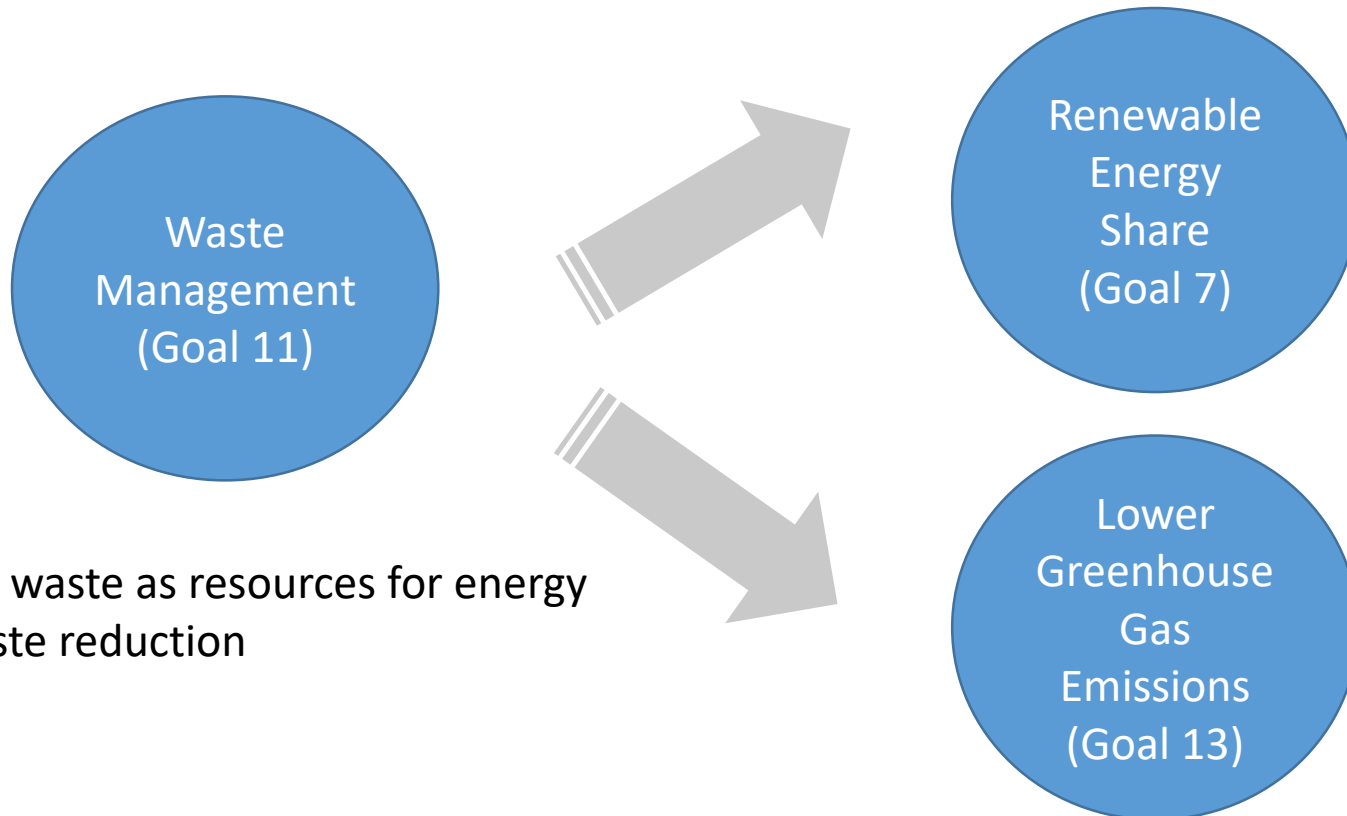 Waste
Management
(Goal 11)
Renewable
Energy
Share
(Goal 7)
Lower
Greenhouse
Gas
Emissions
(Goal 13)
waste as resources for energy
reduction